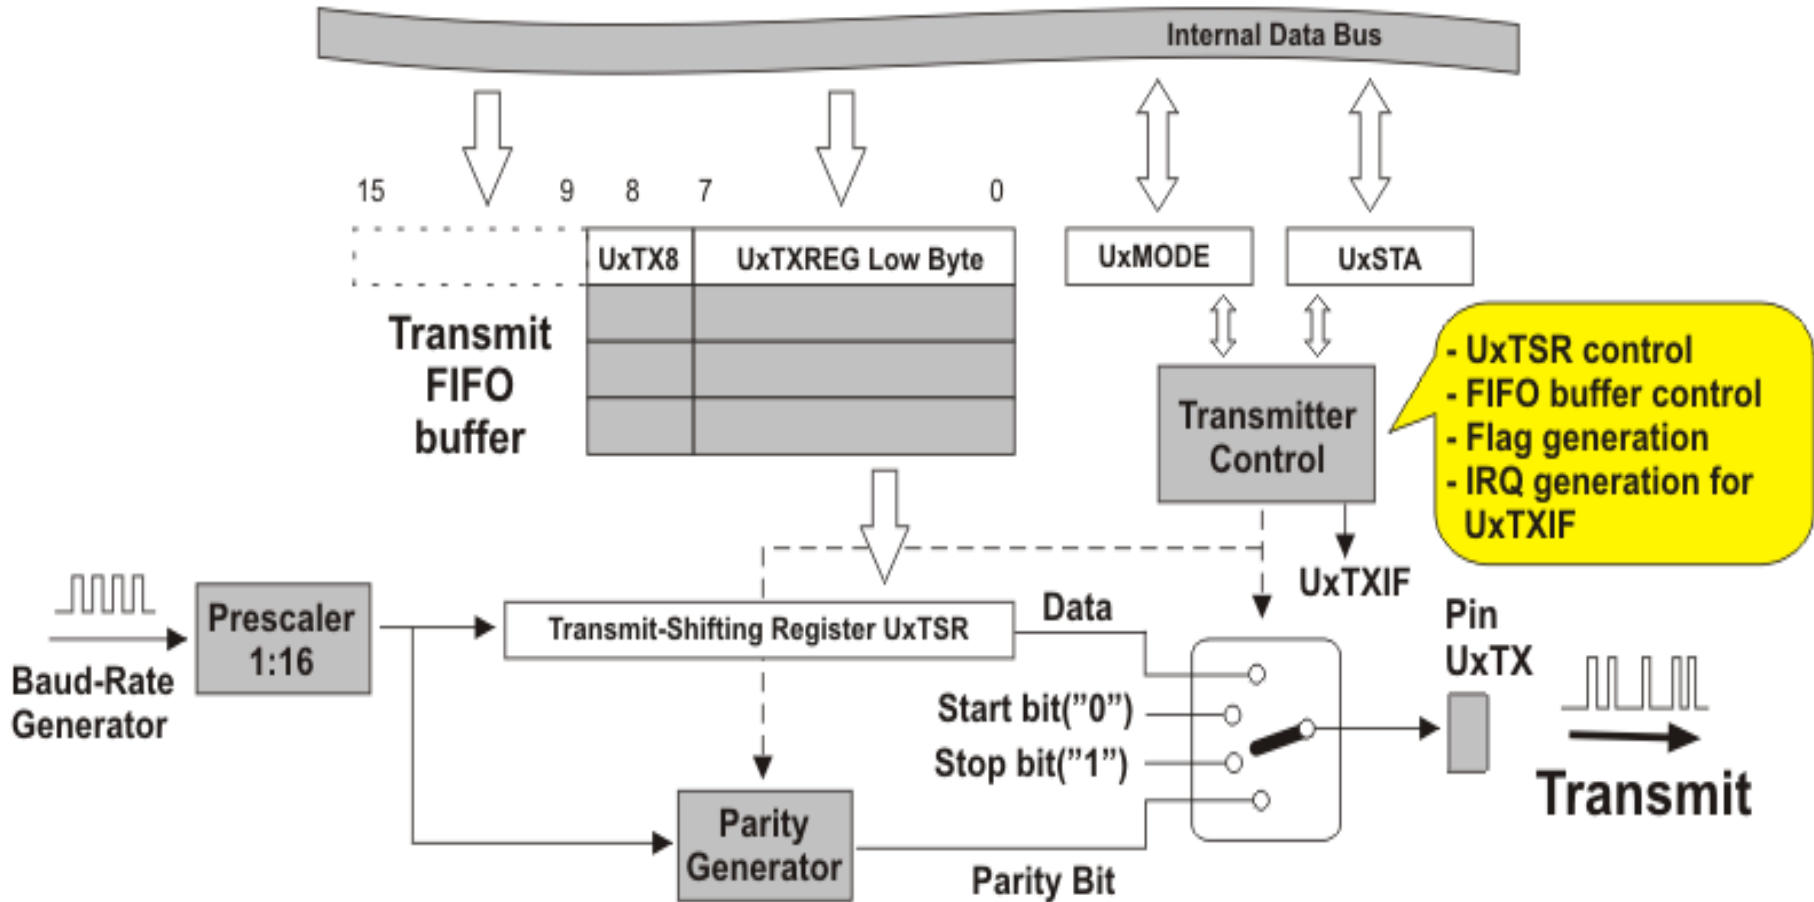 Internal Data Bus
15 9 8 7 0
UxTX8 UxTXREG Low Byte UxMODE UxSTA
Transmit
FIFO
buffer
Transmitter
Control
- UxTSR control
- FIFO buffer control
- Flag generation
- IRQ generation for
UxTXIF
UxTXIF
Baud-Rate
Generator
Prescaler
1:16
Transmit-Shifting Register UxTSR
Data
Start bit("0")
Stop bit("1")
Parity
Generator
Parity Bit
Pin
UxTX
Transmit